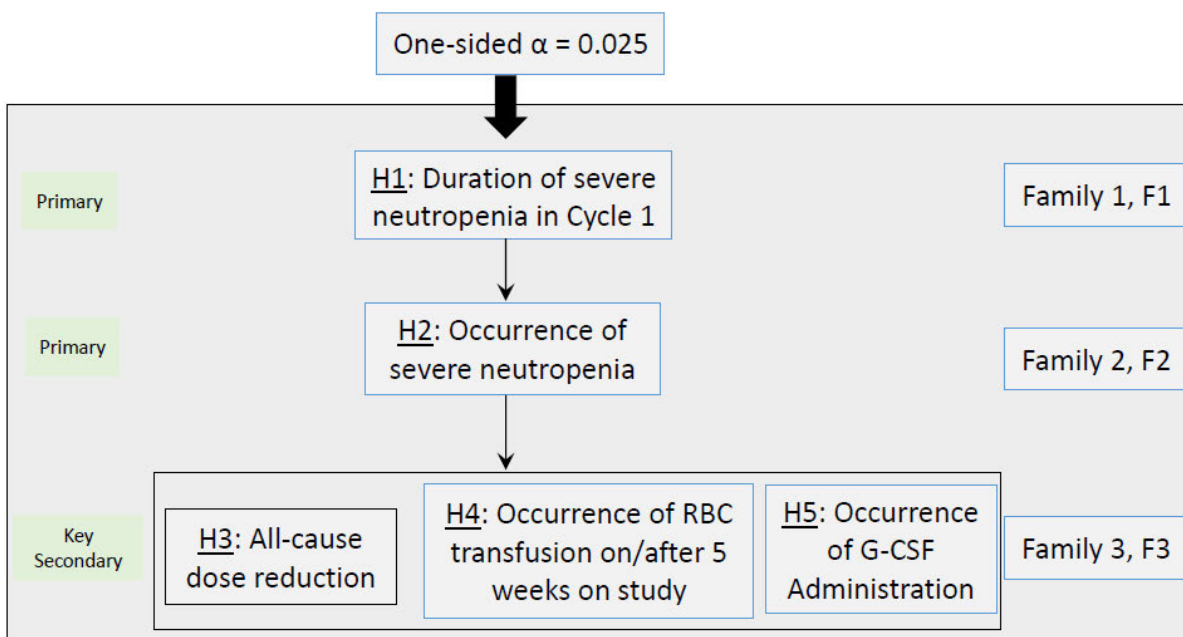 One-sided α = 0.025
Primary
H1: Duration of severe
neutropenia in Cycle 1
Family 1, F1
Primary
H2: Occurrence of
severe neutropenia
Family 2, F2
Key
Secondary
H3: All-cause
dose reduction
H4: Occurrence of RBC
transfusion on/after 5
weeks on study
H5: Occurrence
of G-CSF
Administration
Family 3, F3